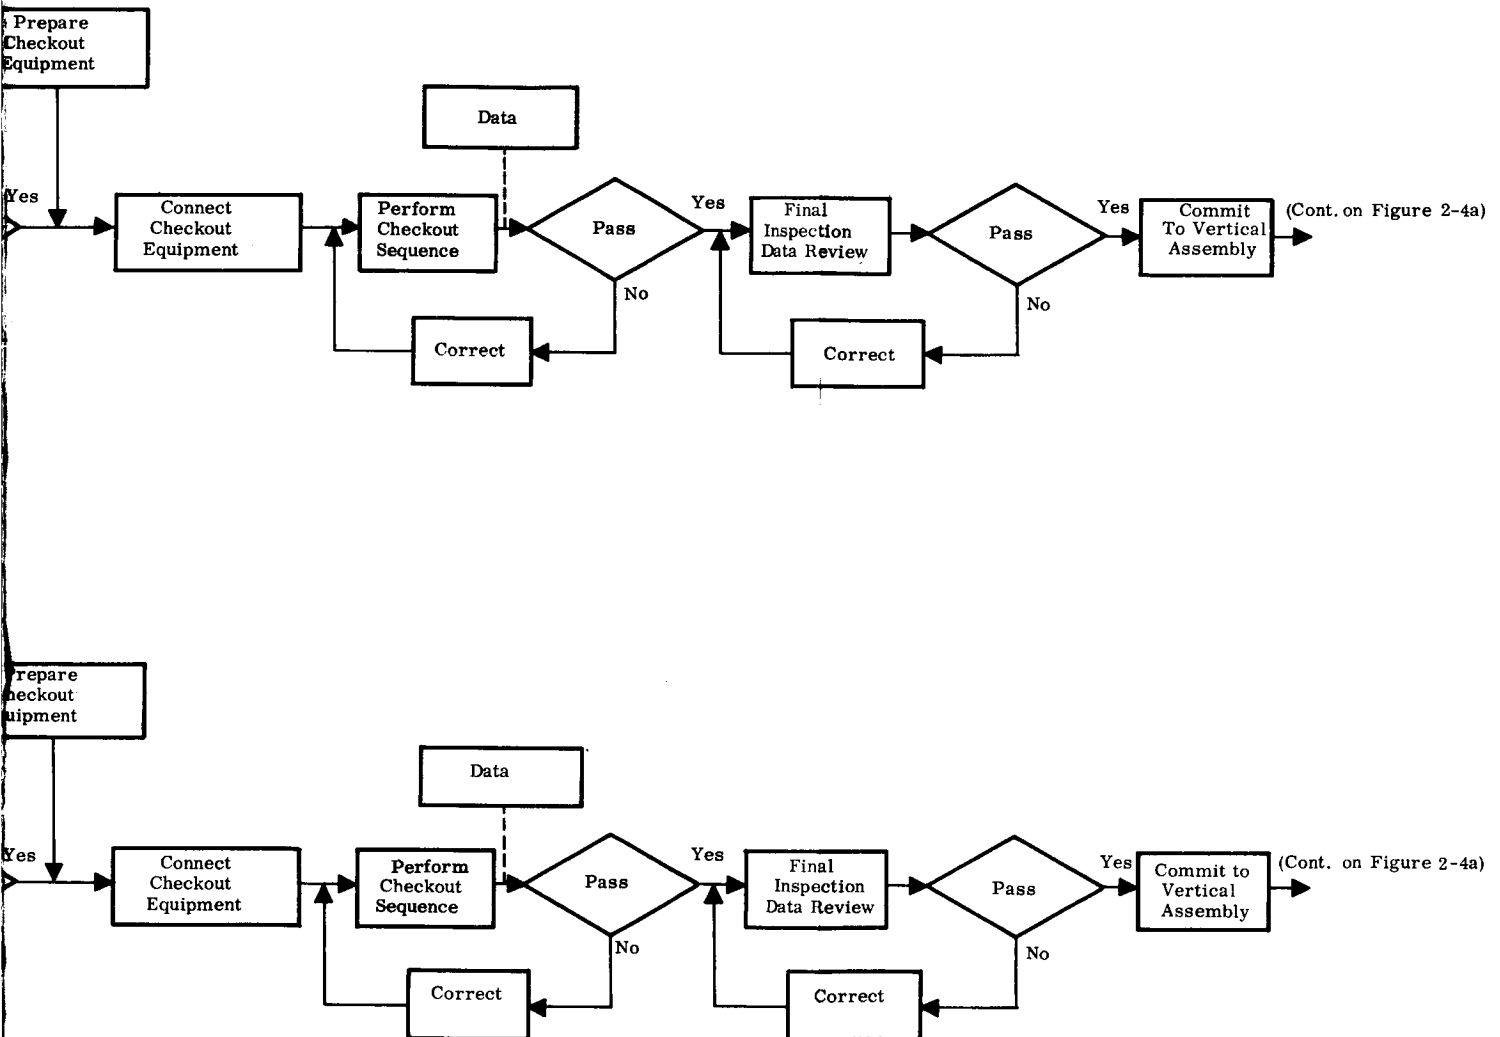 Prepare
Checkout
Equipment
Data
Yes
Connect
Checkout
Equipment
Perform
Checkout
Sequence
Pass
Yes
Final
Inspection
Data Review
Pass
Yes
Commit
To Vertical
Assembly
(Cont. on Figure 2-4a)
No
Correct
No
Correct
repare
heckout
uipment
Data
Yes
Connect
Checkout
Equipment
Perform
Checkout
Sequence
Pass
Yes
Final
Inspection
Data Review
Pass
Yes
Commit to
Vertical
Assembly
(Cont. on Figure 2-4a)
No
Correct
No
Correct